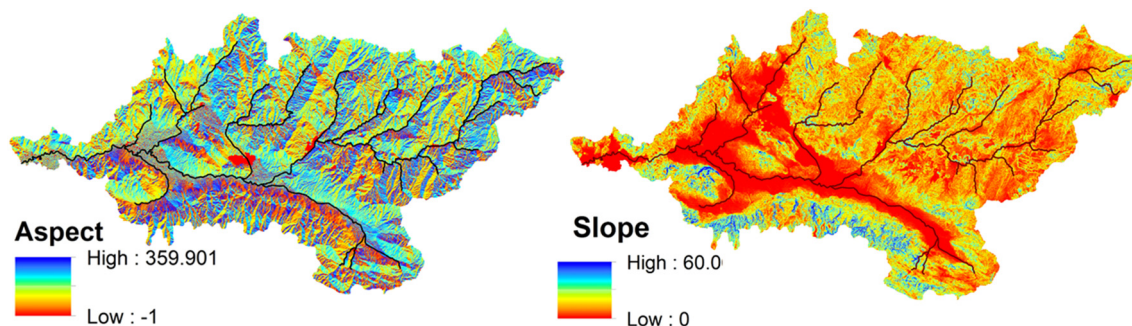 Aspect
High : 359.901
Low : -1
Slope
High : 60.0
Low : 0